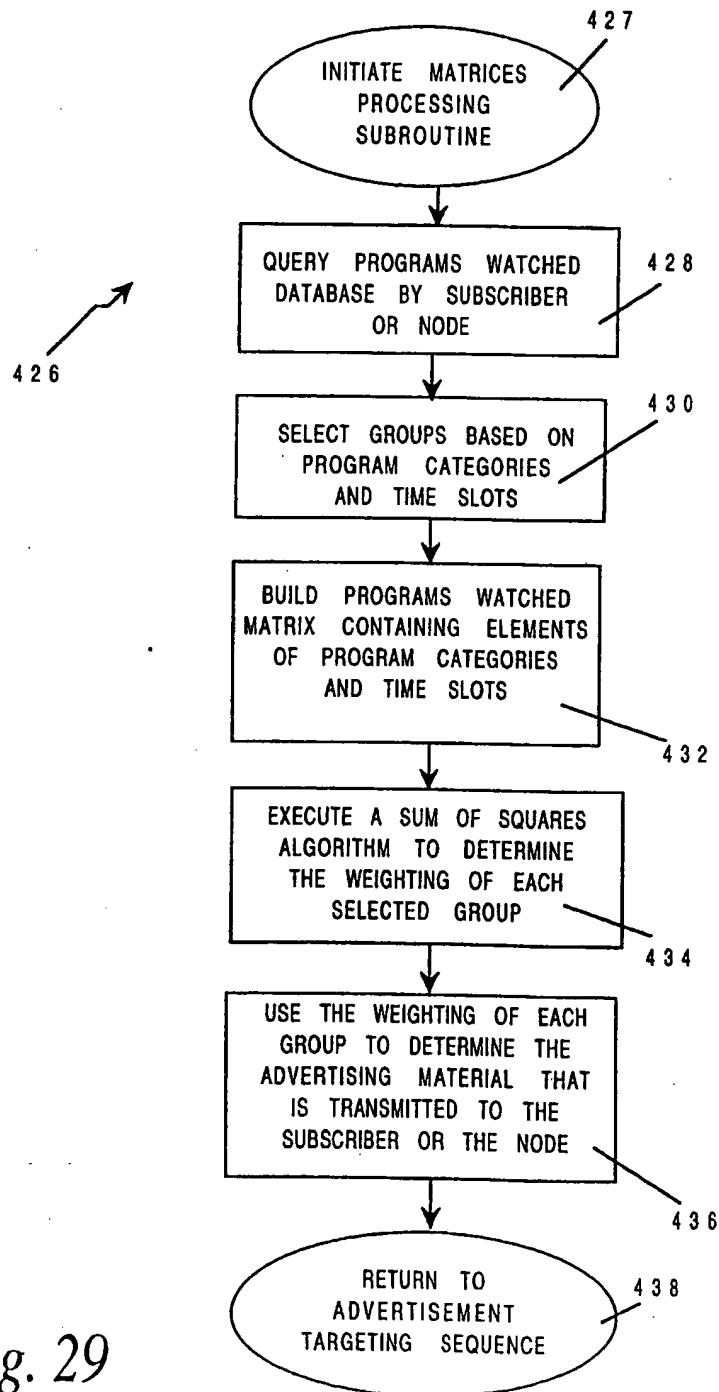 427
INITIATE MATRICES
PROCESSING
SUBROUTINE
QUERY PROGRAMS WATCHED
DATABASE BY SUBSCRIBER
OR NODE
428
426
SELECT GROUPS BASED ON
PROGRAM CATEGORIES
AND TIME SLOTS
430
BUILD PROGRAMS WATCHED
MATRIX CONTAINING ELEMENTS
OF PROGRAM CATEGORIES
AND TIME SLOTS
432
EXECUTE A SUM OF SQUARES
ALGORITHM TO DETERMINE
THE WEIGHTING OF EACH
SELECTED GROUP
434
USE THE WEIGHTING OF EACH
GROUP TO DETERMINE THE
ADVERTISING MATERIAL THAT
IS TRANSMITTED TO THE
SUBSCRIBER OR THE NODE
436
RETURN TO
ADVERTISEMENT
TARGETING SEQUENCE
438
g. 29